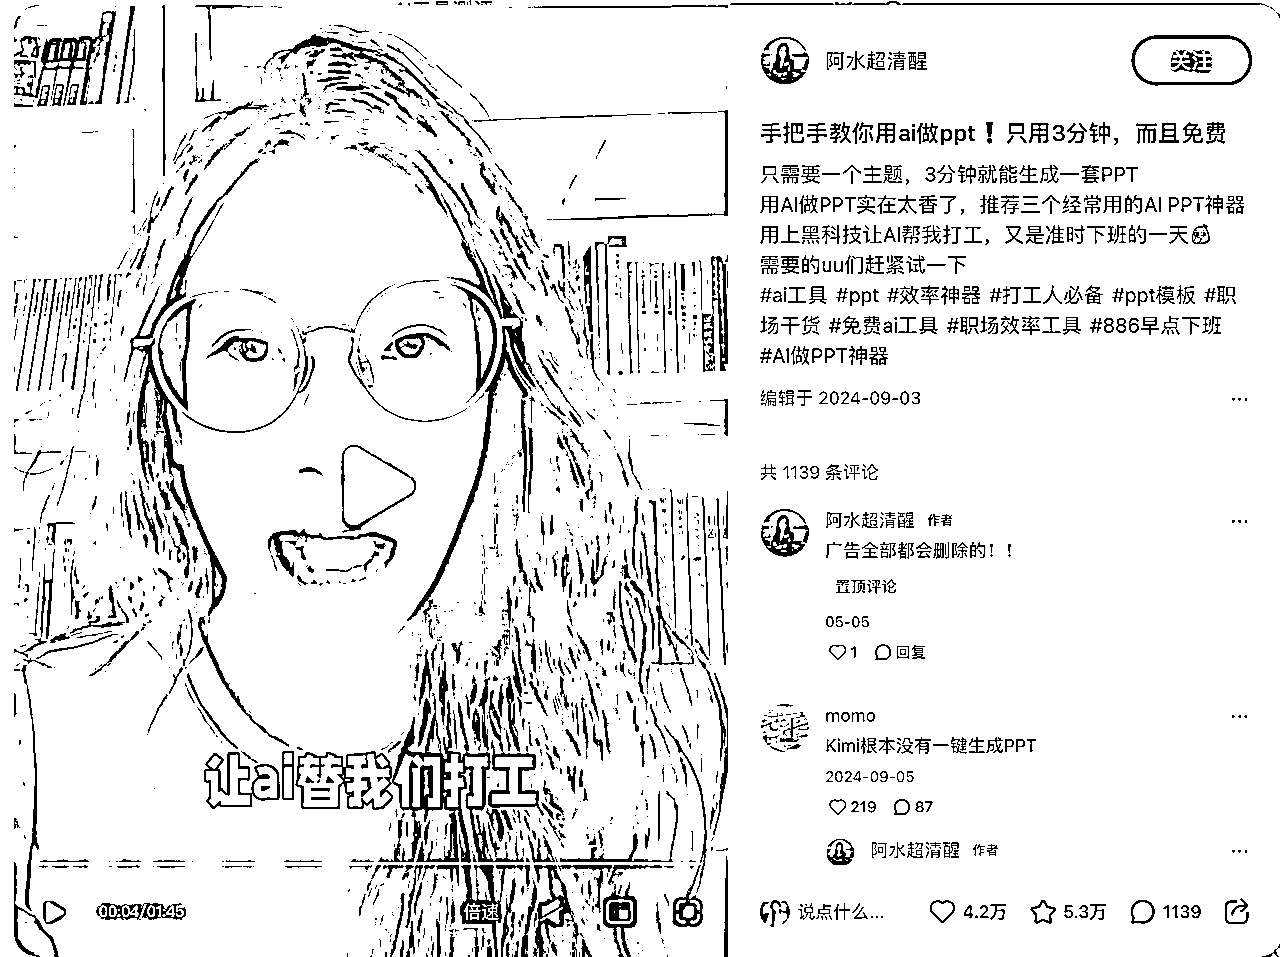 阿水超清醒
关注
手把手教你用ai做ppt❗只用3分钟，而且免费
只需要一个主题，3分钟就能生成一套PPT
用AI做PPT实在太香了，推荐三个经常用的AI PPT神器
用上黑科技让AI帮我打工，又是准时下班的一天
需要的uu们赶紧试一下
#ai工具 #ppt #效率神器 #打工人必备 #ppt模板 #职
场干货 #免费ai工具 #职场效率工具 #886早点下班
#AI做PPT神器
编辑于 2024-09-03
共 1139 条评论
阿水超清醒 作者
广告全部都会删除的！！
置顶评论
05-05
1 回复
momo
Kimi根本没有一键生成PPT
2024-09-05
219 87
阿水超清醒 作者
让ai替我们打工
00:04/01:45 倍速
说点什么... 4.2万 5.3万 1139